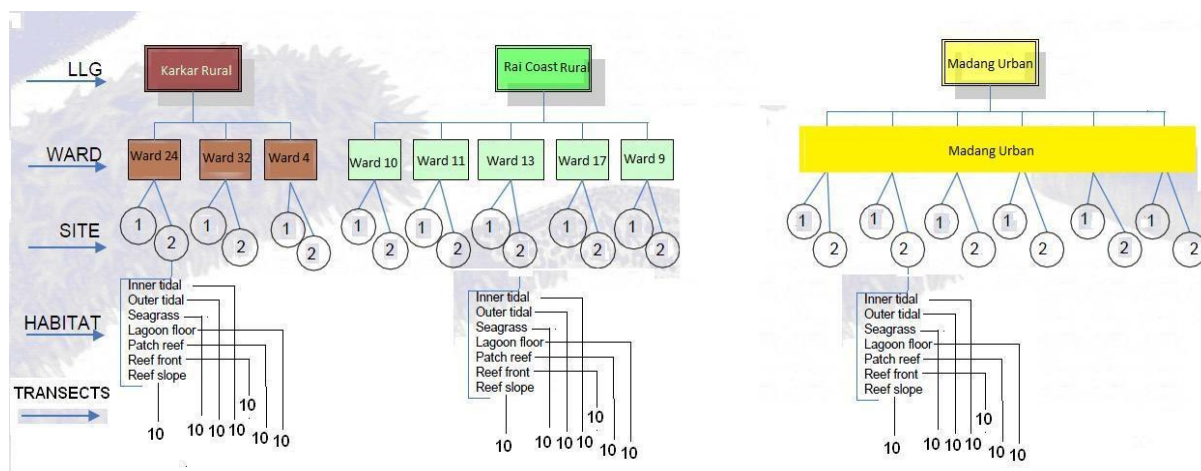 LLG
Karkar Rural
Rai Coast Rural
Madang Urban
WARD
Ward 24
Ward 32
Ward 4
Ward 10
Ward 11
Ward 13
Ward 17
Ward 9
Madang Urban
SITE
1 2 1 2 1 2
1 2 1 2 1 2 1 2 1 2
1 2 1 2 1 2 1 2 1 2 1 2
HABITAT
Inner tidal
Outer tidal
Seagrass
Lagoon floor
Patch reef
Reef front
Reef slope
Inner tidal
Outer tidal
Seagrass
Lagoon floor
Patch reef
Reef front
Reef slope
Inner tidal
Outer tidal
Seagrass
Lagoon floor
Patch reef
Reef front
Reef slope
TRANSECTS
10 10 10 10 10 10 10
10 10 10 10 10 10 10
10 10 10 10 10 10 10